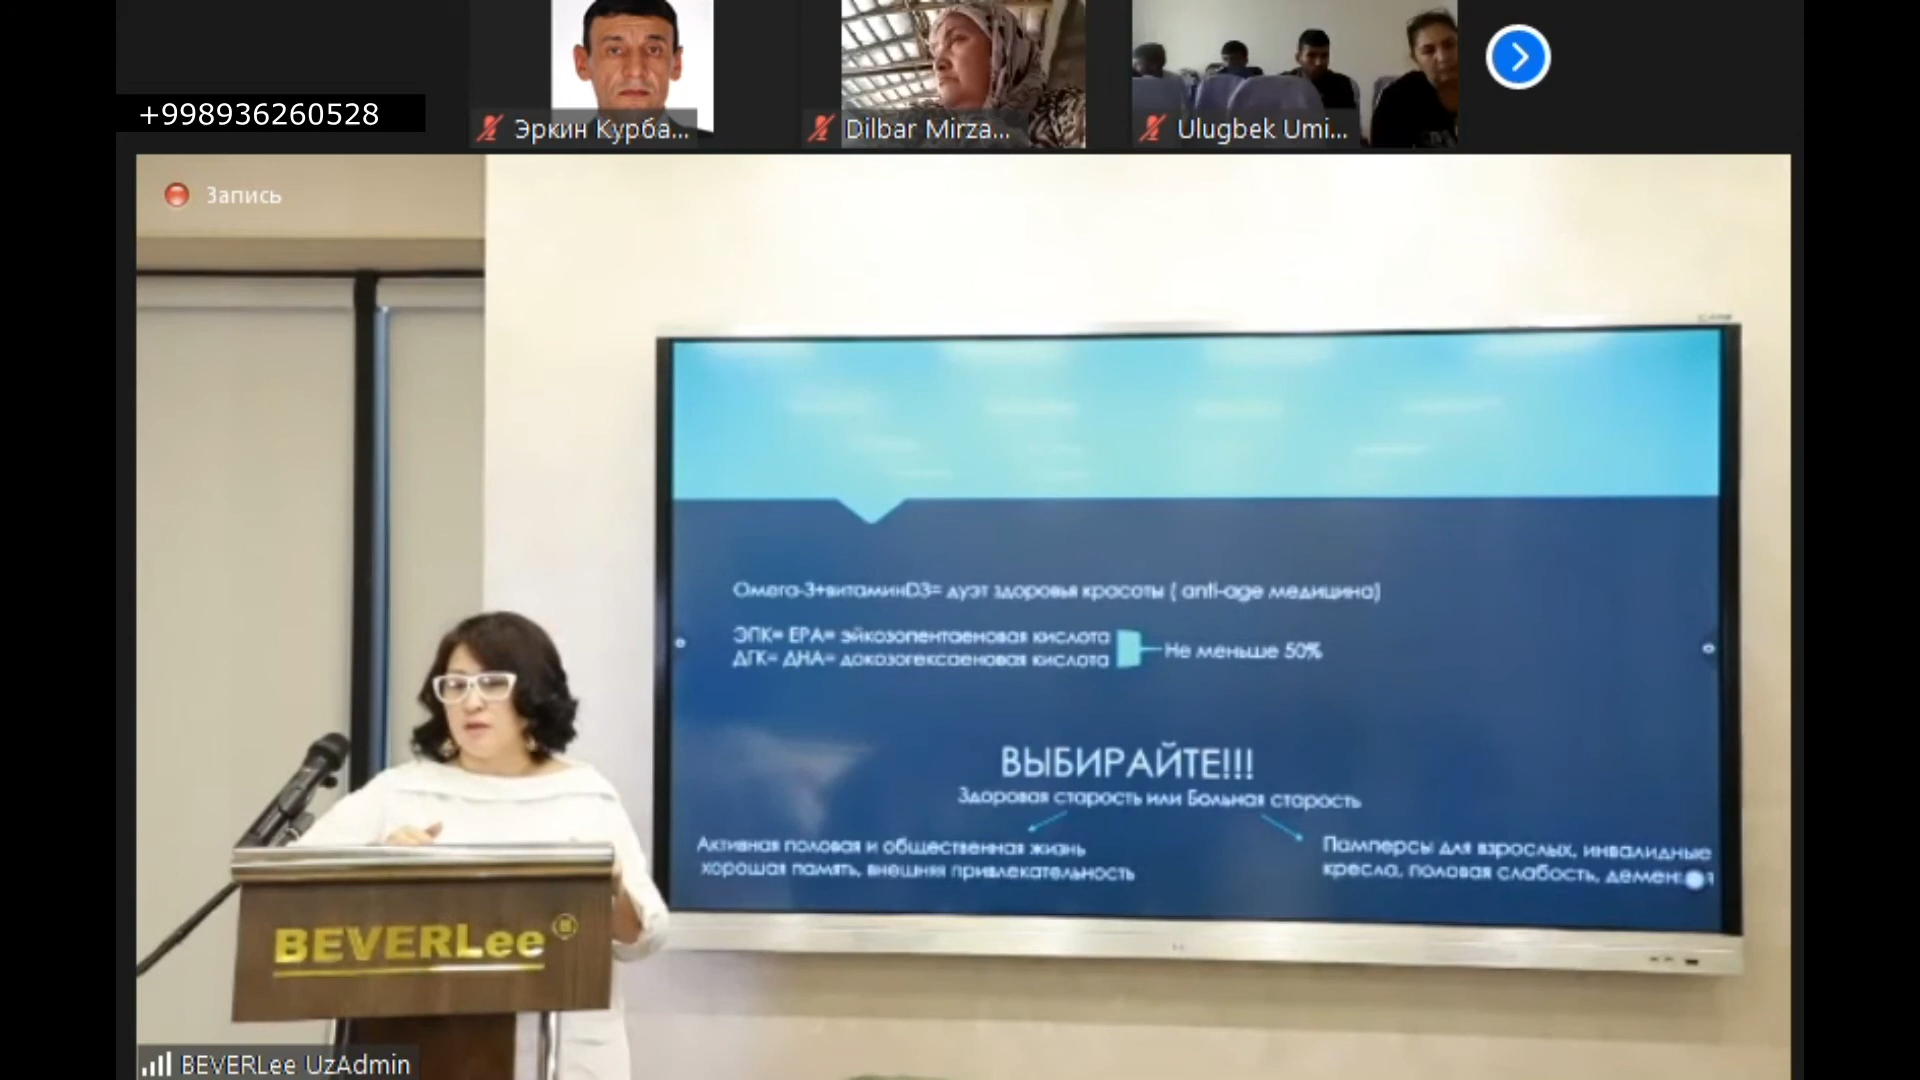 +998936260528
Эркин Курба...
Dilbar Mirza...
Ulugbek Umi...
Запись
Омега-3+витаминD3= дуэт здоровья красоты ( anti-age медицина)
ЭПК= EPA= эйкозопентаеновая кислота
ДГК= ДНА= докозогексаеновая кислота
Не меньше 50%
ВЫБИРАЙТЕ!!!
Здоровая старость или Больная старость
Активная половая и общественная жизнь
хорошая память, внешняя привлекательность
Памперсы для взрослых, инвалидные
кресла, половая слабость,
BEVERLee
BEVERLee UzAdmin